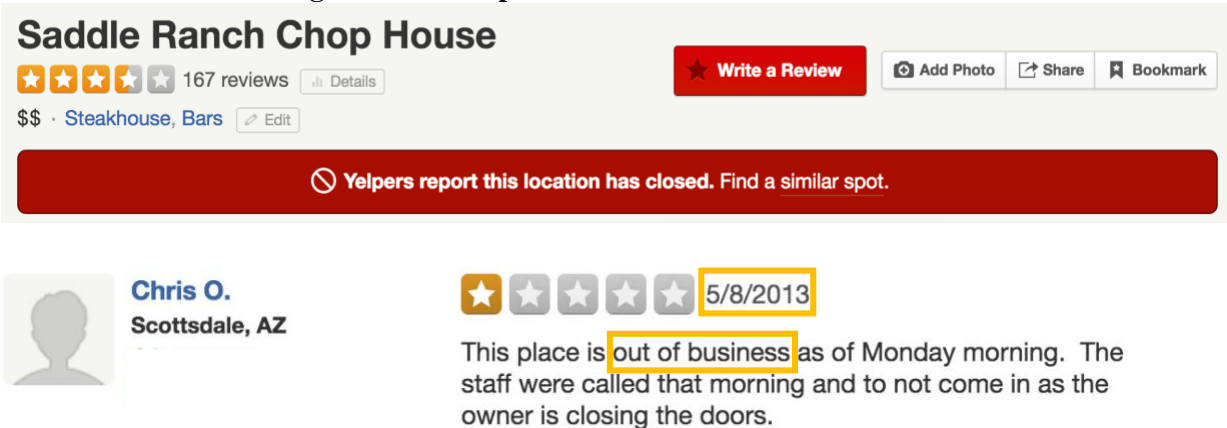 Saddle Ranch Chop House
167 reviews Details
Write a Review Add Photo Share Bookmark
$$ · Steakhouse, Bars Edit
Yelpers report this location has closed. Find a similar spot.
Chris O.
Scottsdale, AZ
5/8/2013
This place is out of business as of Monday morning. The
staff were called that morning and to not come in as the
owner is closing the doors.